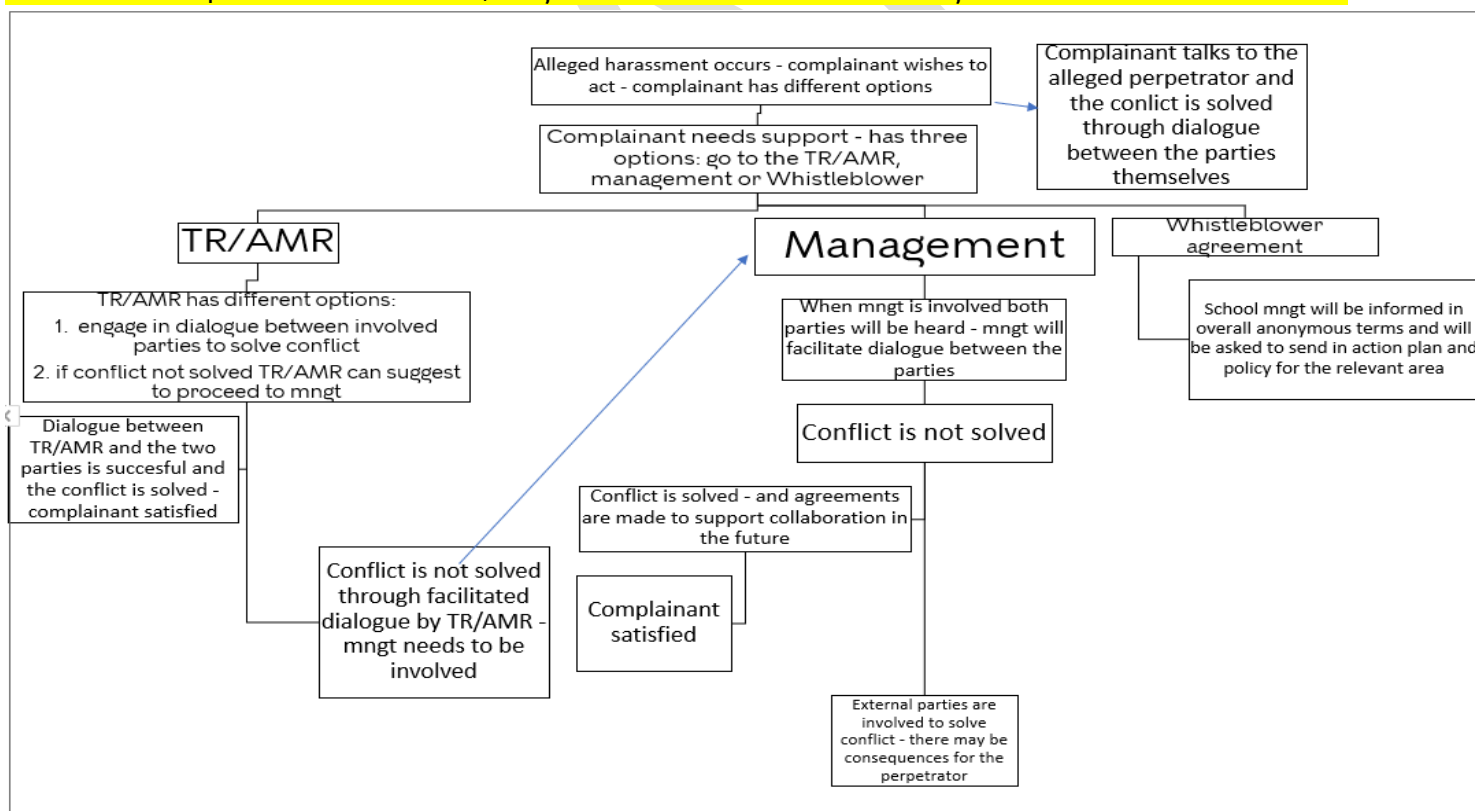 Alleged harassment occurs - complainant wishes to
act - complainant has different options
Complainant talks to the
alleged perpetrator and
the conlict is solved
through dialogue
between the parties
themselves
Complainant needs support - has three
options: go to the TR/AMR,
management or Whistleblower
TR/AMR
Management
Whistleblower
agreement
TR/AMR has different options:
1. engage in dialogue between involved
parties to solve conflict
2. if conflict not solved TR/AMR can suggest
to proceed to mngt
When mngt is involved both
parties will be heard - mngt will
facilitate dialogue between the
parties
School mngt will be informed in
overall anonymous terms and will
be asked to send in action plan and
policy for the relevant area
Dialogue between
TR/AMR and the two
parties is succesful and
the conflict is solved -
complainant satisfied
Conflict is not solved
Conflict is solved - and agreements
are made to support collaboration in
the future
Conflict is not solved
through facilitated
dialogue by TR/AMR -
mngt needs to be
involved
Complainant
satisfied
External parties are
involved to solve
conflict - there may be
consequences for the
perpetrator